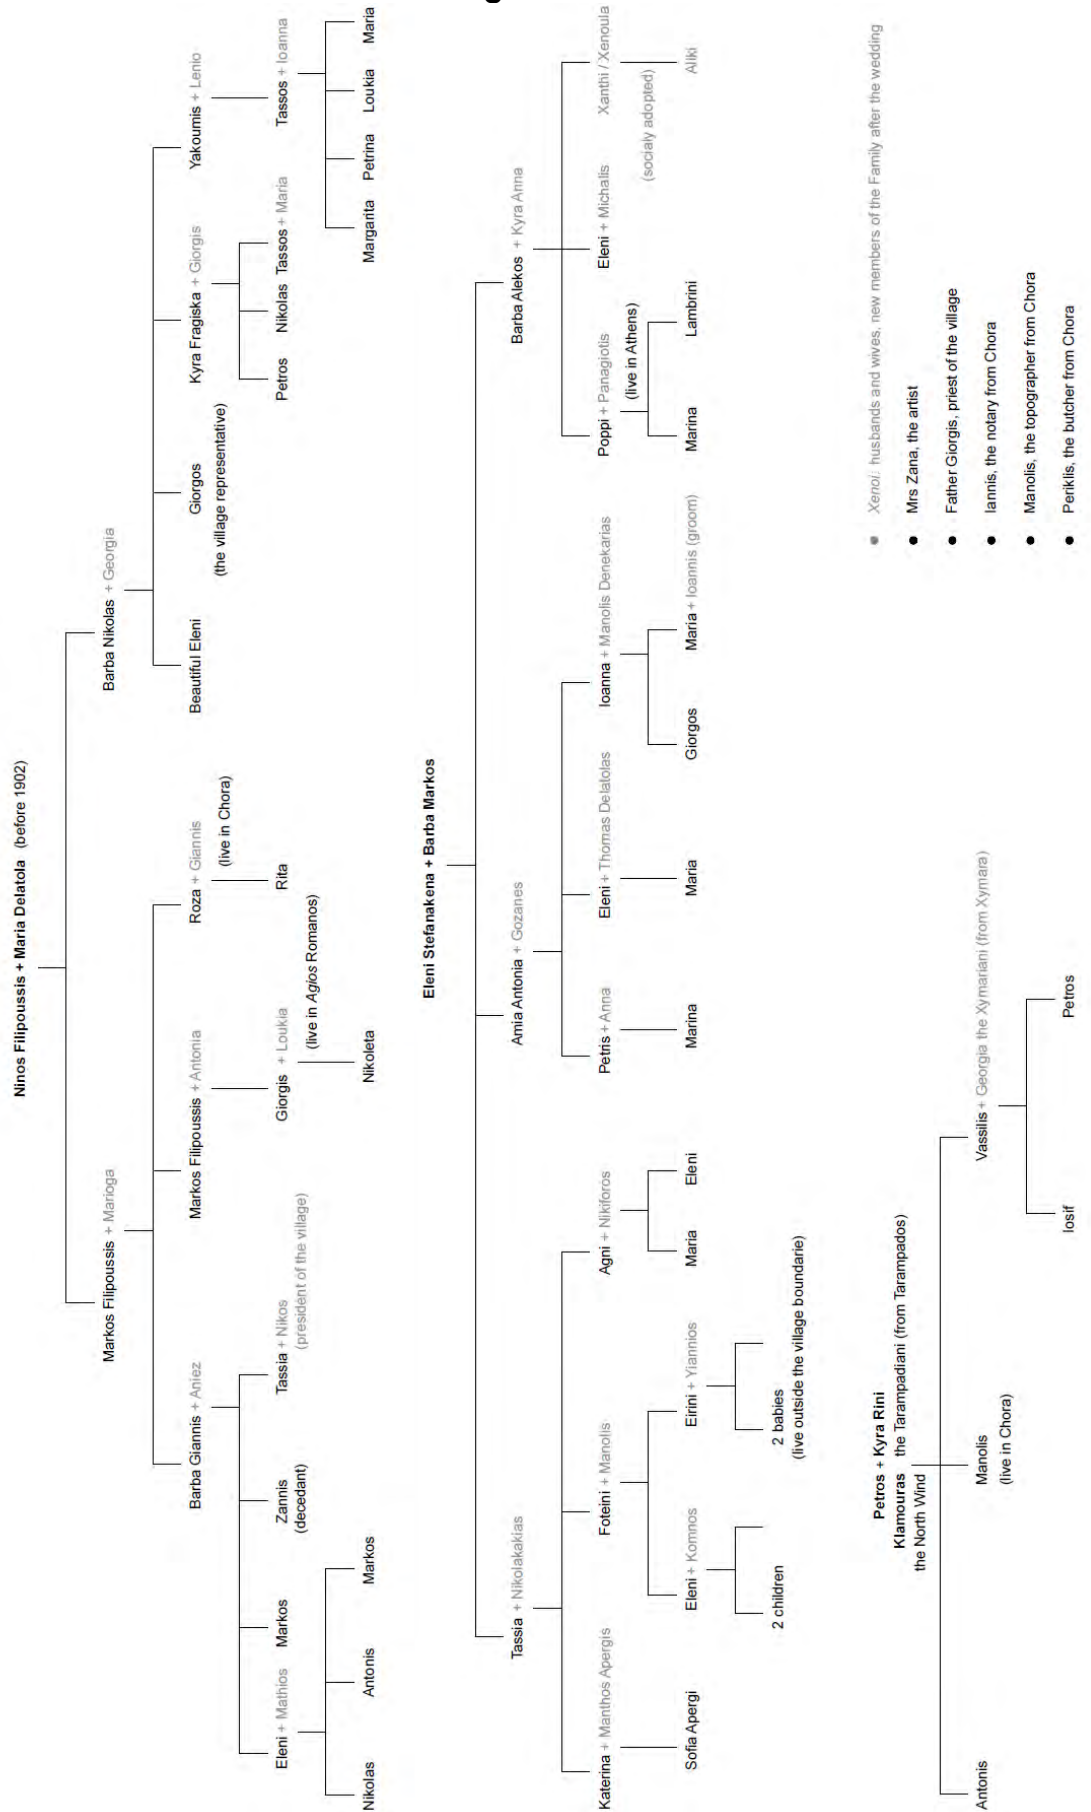 Ninos Filipoussis + Maria Delatola (before 1902)
Markos Filipoussis + Marioga
Barba Nikolas + Georgia
Barba Giannis + Aniez
Markos Filipoussis + Antonia
Roza + Giannis
(live in Chora)
Beautiful Eleni
Giorgos
(the village representative)
Kyra Fragiska + Giorgis
Yakoumis + Lenio
Eleni + Mathios
Markos
Zannis
(decedant)
Tassia + Nikos
(president of the village)
Giorgis + Loukia
(live in Agios Romanos)
Rita
Petros
Nikolas
Tassos + Maria
Tassos + Ioanna
Nikolas
Antonis
Markos
Nikoleta
Margarita
Petrina
Loukia
Maria
Eleni Stefanakena + Barba Markos
Tassia + Nikolakakias
Amia Antonia + Gozanes
Barba Alekos + Kyra Anna
Katerina + Manthos Apergis
Foteini + Manolis
Agni + Nikiforos
Petris + Anna
Eleni + Thomas Delatolas
Ioanna + Manolis Denekarias
Poppi + Panagiotis
(live in Athens)
Eleni + Michalis
Xanthi / Xenoula
(socialy adopted)
Sofia Apergi
Eleni + Komnos
Eirini + Yiannios
Maria
Eleni
Marina
Maria
Giorgos
Maria + Ioannis (groom)
Marina
Lambrini
Aliki
2 children
2 babies
(live outside the village boundarie)
Petros + Kyra Rini
Klamouras the Tarampadiani (from Tarampados)
the North Wind
Antonis
Manolis
(live in Chora)
Vassilis + Georgia the Xymariani (from Xymara)
Iosif
Petros
● Xenoi: husbands and wives, new members of the Family after the wedding
● Mrs Zana, the artist
● Father Giorgis, priest of the village
● Iannis, the notary from Chora
● Manolis, the topographer from Chora
● Periklis, the butcher from Chora